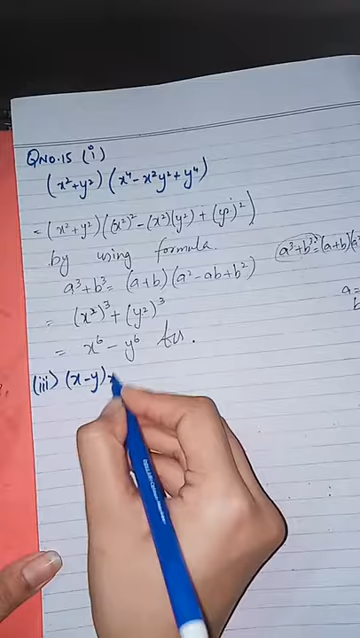 QNO.15 (i)
(x²+y²)(x⁴-x²y²+y⁴)
=(x²+y²)((x²)²-(x²)(y²)+(y²)²)
by using formula.
a³+b³=(a+b)(a²-ab+b²)
a³+b³=(a+b)(a²
= (x²)³+(y²)³
a=
b
= x⁶-y⁶
(iii) (x-y)